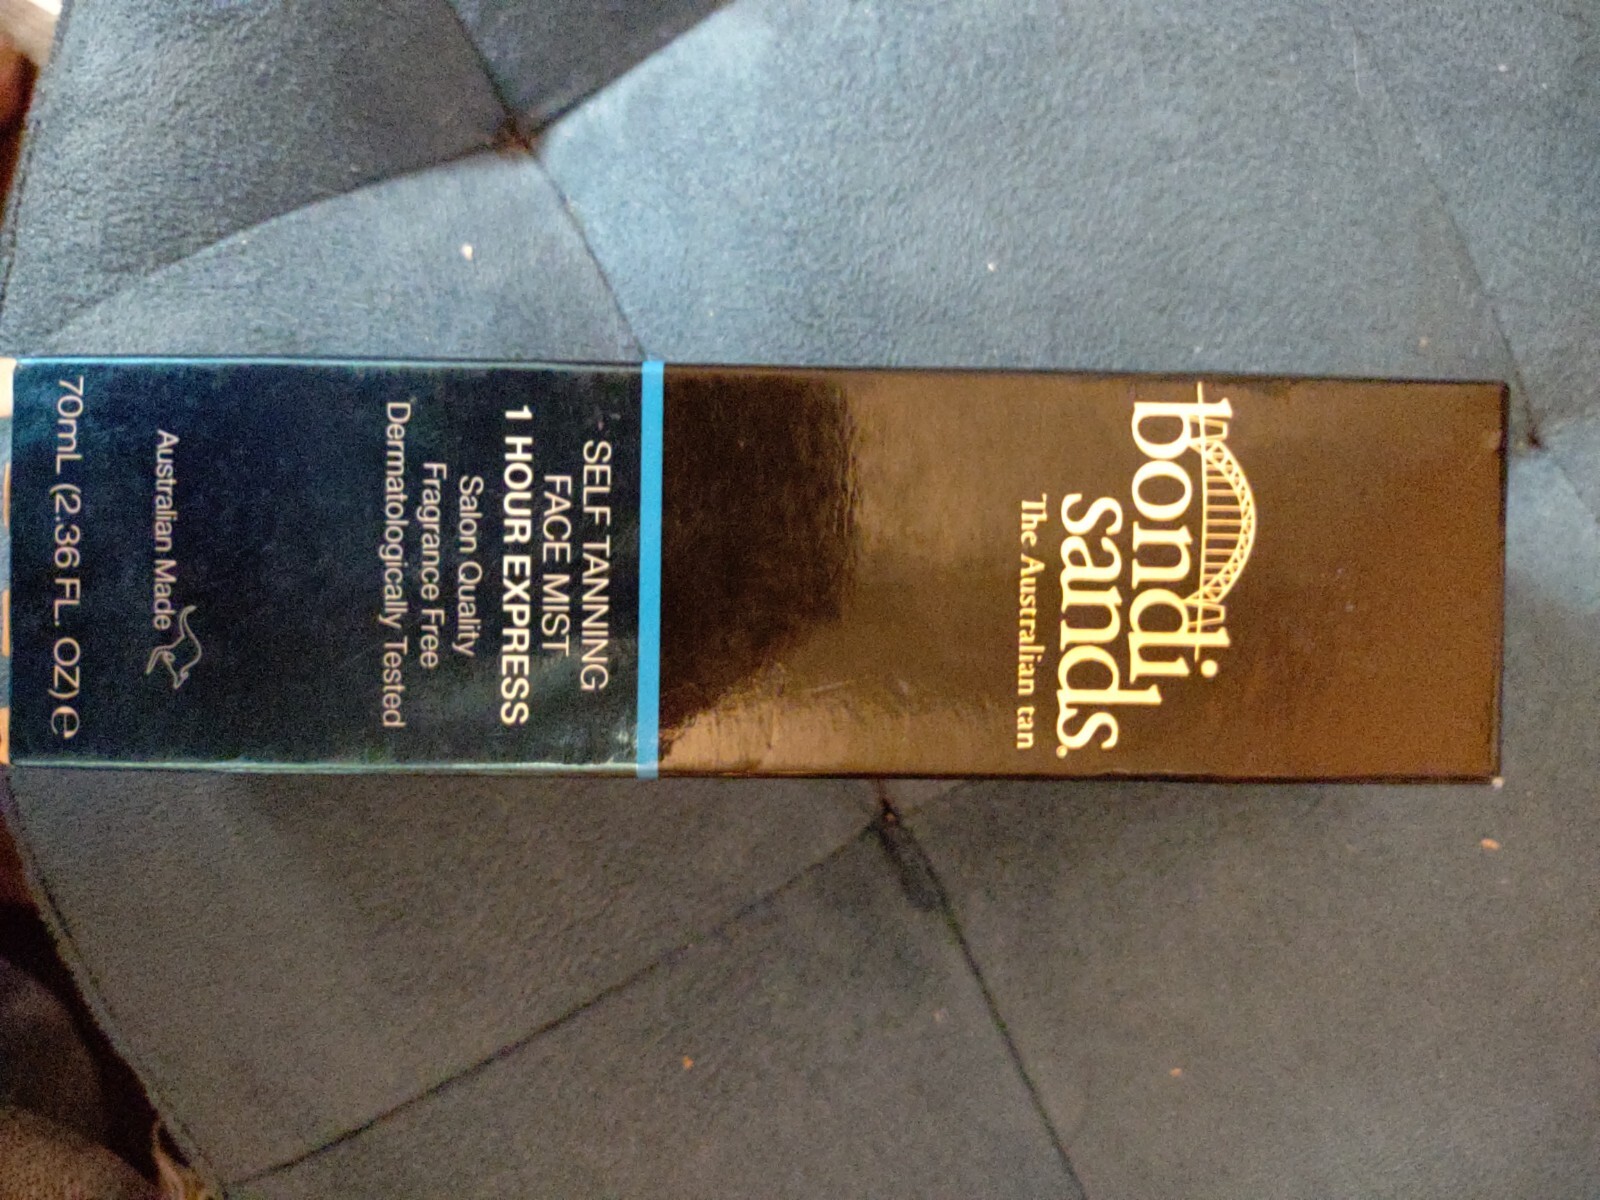 bondi
sands.
The Australian tan
SELF TANNING
FACE MIST
1 HOUR EXPRESS
Salon Quality
Fragrance Free
Dermatologically Tested
Australian Made
70mL (2.36 FL. OZ) ℮